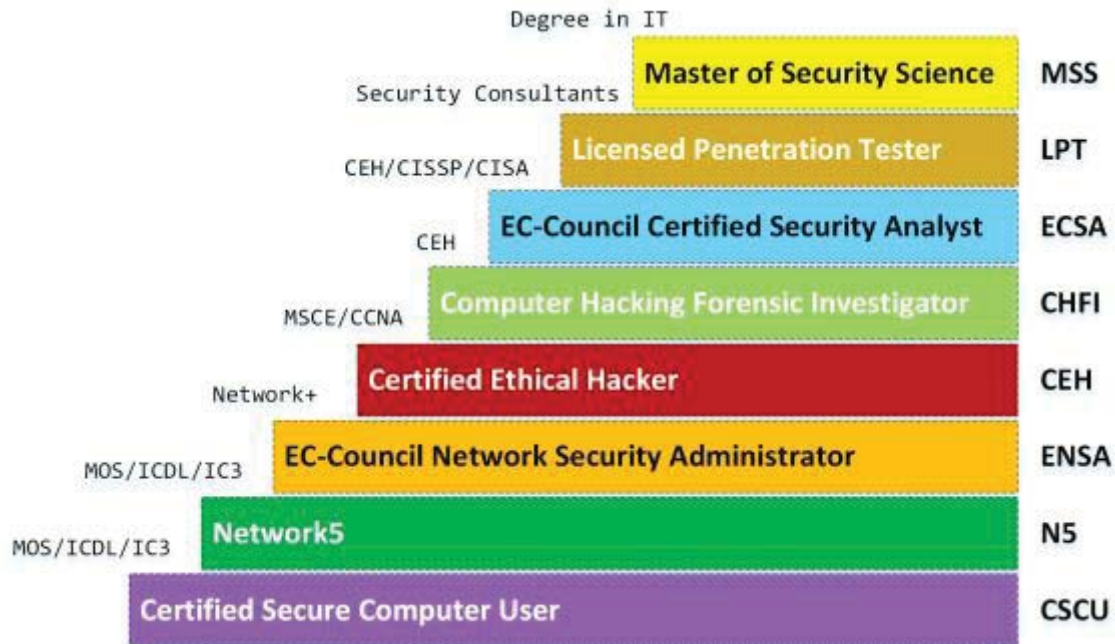 Degree in IT
Master of Security Science MSS
Security Consultants
Licensed Penetration Tester LPT
CEH/CISSP/CISA
EC-Council Certified Security Analyst ECSA
CEH
Computer Hacking Forensic Investigator CHFI
MSCE/CCNA
Certified Ethical Hacker CEH
Network+
EC-Council Network Security Administrator ENSA
MOS/ICDL/IC3
Network5 N5
MOS/ICDL/IC3
Certified Secure Computer User CSCU